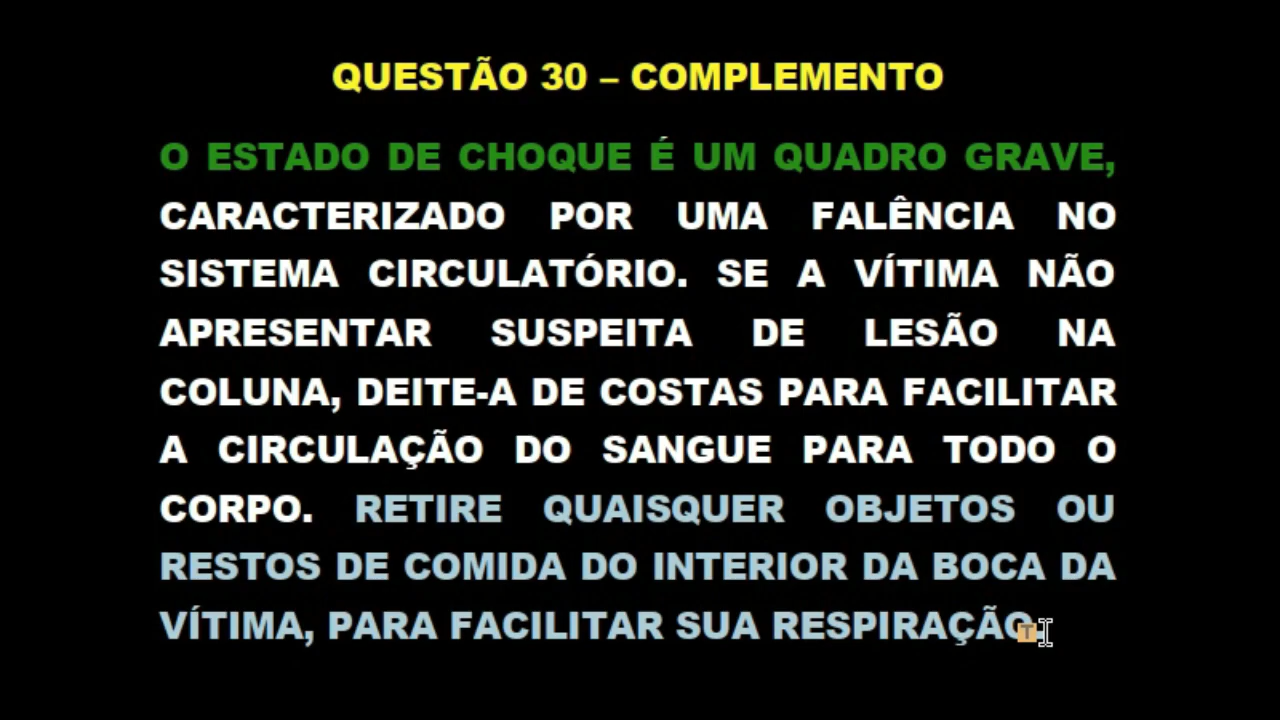 QUESTÃO 30 – COMPLEMENTO
O ESTADO DE CHOQUE É UM QUADRO GRAVE,
CARACTERIZADO POR UMA FALÊNCIA NO
SISTEMA CIRCULATÓRIO. SE A VÍTIMA NÃO
APRESENTAR SUSPEITA DE LESÃO NA
COLUNA, DEITE-A DE COSTAS PARA FACILITAR
A CIRCULAÇÃO DO SANGUE PARA TODO O
CORPO. RETIRE QUAISQUER OBJETOS OU
RESTOS DE COMIDA DO INTERIOR DA BOCA DA
VÍTIMA, PARA FACILITAR SUA RESPIRAÇÃO.